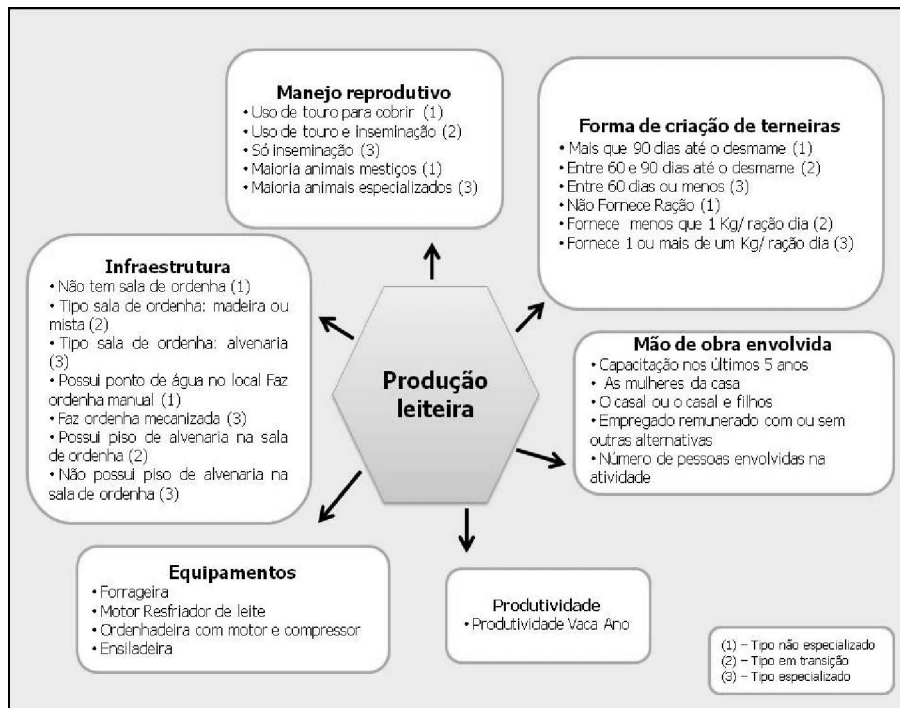 Manejo reprodutivo
• Uso de touro para cobrir (1)
• Uso de touro e inseminação (2)
• Só inseminação (3)
• Maioria animais mestiços (1)
• Maioria animais especializados (3)
Forma de criação de terneiras
• Mais que 90 dias até o desmame (1)
• Entre 60 e 90 dias até o desmame (2)
• Entre 60 dias ou menos (3)
• Não Fornece Ração (1)
• Fornece menos que 1 Kg/ ração dia (2)
• Fornece 1 ou mais de um Kg/ ração dia (3)
Infraestrutura
• Não tem sala de ordenha (1)
• Tipo sala de ordenha: madeira ou
mista (2)
• Tipo sala de ordenha: alvenaria
(3)
• Possui ponto de água no local Faz
ordenha manual (1)
• Faz ordenha mecanizada (3)
• Possui piso de alvenaria na sala
de ordenha (2)
• Não possui piso de alvenaria na
sala de ordenha (3)
Produção
leiteira
Mão de obra envolvida
• Capacitação nos últimos 5 anos
• As mulheres da casa
• O casal ou o casal e filhos
• Empregado remunerado com ou sem
outras alternativas
• Número de pessoas envolvidas na
atividade
Equipamentos
• Forrageira
• Motor Resfriador de leite
• Ordenhadeira com motor e compressor
• Ensiladeira
Produtividade
• Produtividade Vaca Ano
(1) – Tipo não especializado
(2) – Tipo em transição
(3) – Tipo especializado